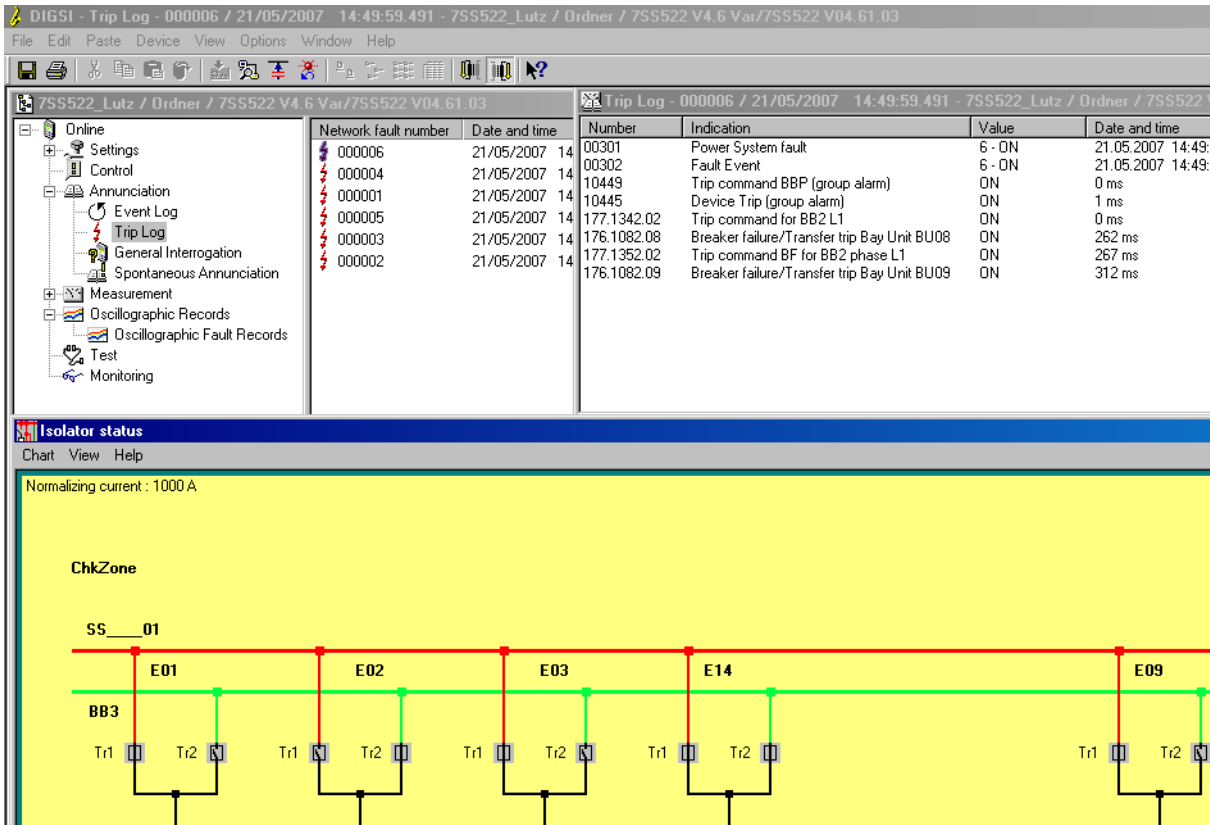 DIGSI - Trip Log - 000006 / 21/05/2007 14:49:59.491 - 7SS522_Lutz / Ordner / 7SS522 V4.6 Var/7SS522 V04.61.03
File Edit Paste Device View Options Window Help
7SS522_Lutz / Ordner / 7SS522 V4.6 Var/7SS522 V04.61.03
Online
Settings
Control
Annunciation
Event Log
Trip Log
General Interrogation
Spontaneous Annunciation
Measurement
Oscillographic Records
Oscillographic Fault Records
Test
Monitoring
Network fault number Date and time
000006 21/05/2007 14
000004 21/05/2007 14
000001 21/05/2007 14
000005 21/05/2007 14
000003 21/05/2007 14
000002 21/05/2007 14
Trip Log - 000006 / 21/05/2007 14:49:59.491 - 7SS522_Lutz / Ordner / 7SS522
Number Indication Value Date and time
00301 Power System fault 6 - ON 21.05.2007 14:49:
00302 Fault Event 6 - ON 21.05.2007 14:49:
10449 Trip command BBP (group alarm) ON 0 ms
10445 Device Trip (group alarm) ON 1 ms
177.1342.02 Trip command for BB2 L1 ON 0 ms
176.1082.08 Breaker failure/Transfer trip Bay Unit BU08 ON 262 ms
177.1352.02 Trip command BF for BB2 phase L1 ON 267 ms
176.1082.09 Breaker failure/Transfer trip Bay Unit BU09 ON 312 ms
Isolator status
Chart View Help
Normalizing current : 1000 A
ChkZone
SS____01
E01 E02 E03 E14 E09
BB3
Tr1 Tr2 Tr1 Tr2 Tr1 Tr2 Tr1 Tr2 Tr1 Tr2